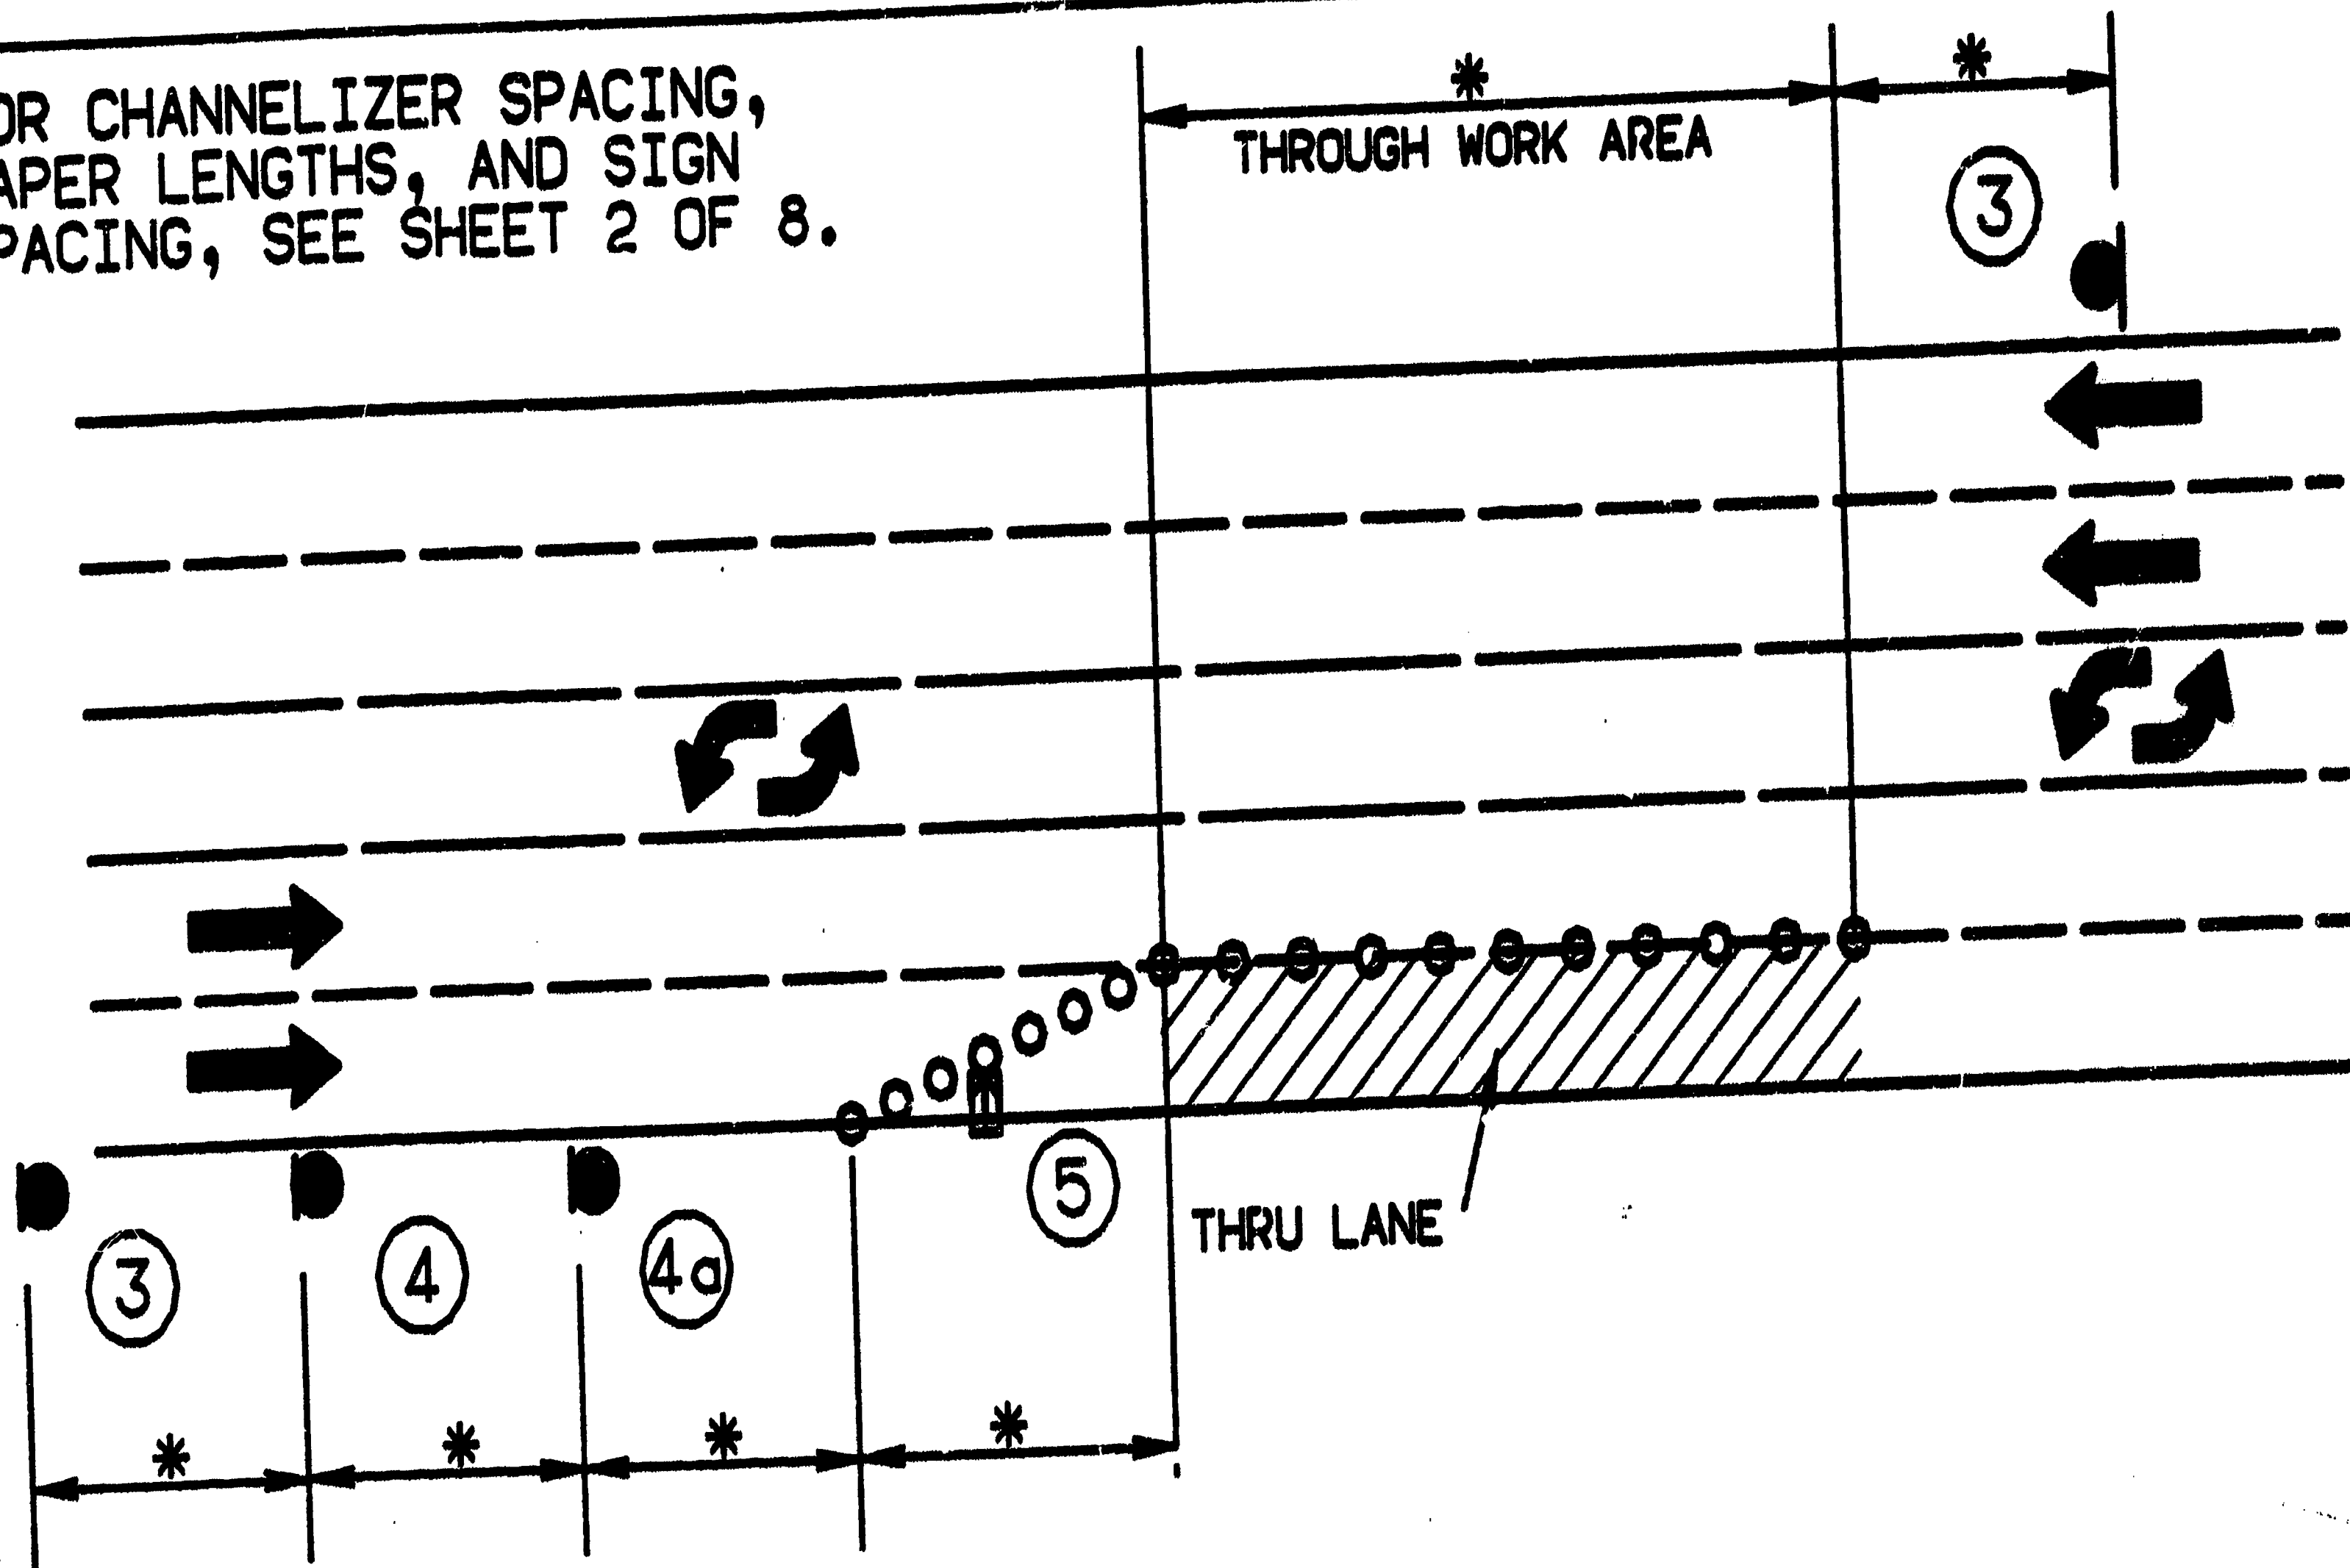 OR CHANNELIZER SPACING,
APER LENGTHS, AND SIGN
PACING, SEE SHEET 2 OF 8.
*
*
THROUGH WORK AREA
3
5
THRU LANE
3
4
4a
*
*
*
*